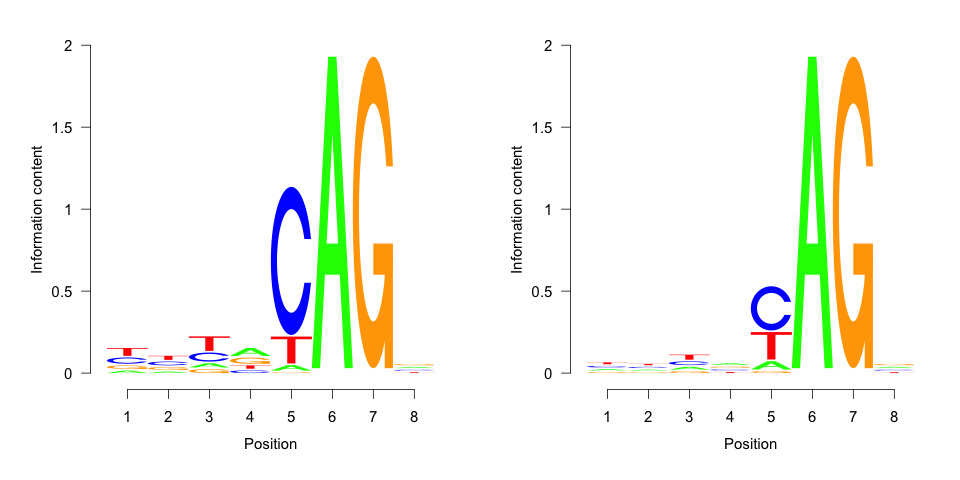 Information content
2
1.5
1
0.5
0
T C G A
T C G A
T C A G
A G T C
C T A G
A
G
1 2 3 4 5 6 7 8
Position
Information content
2
1.5
1
0.5
0
T C A G
C T A G
A
G
1 2 3 4 5 6 7 8
Position